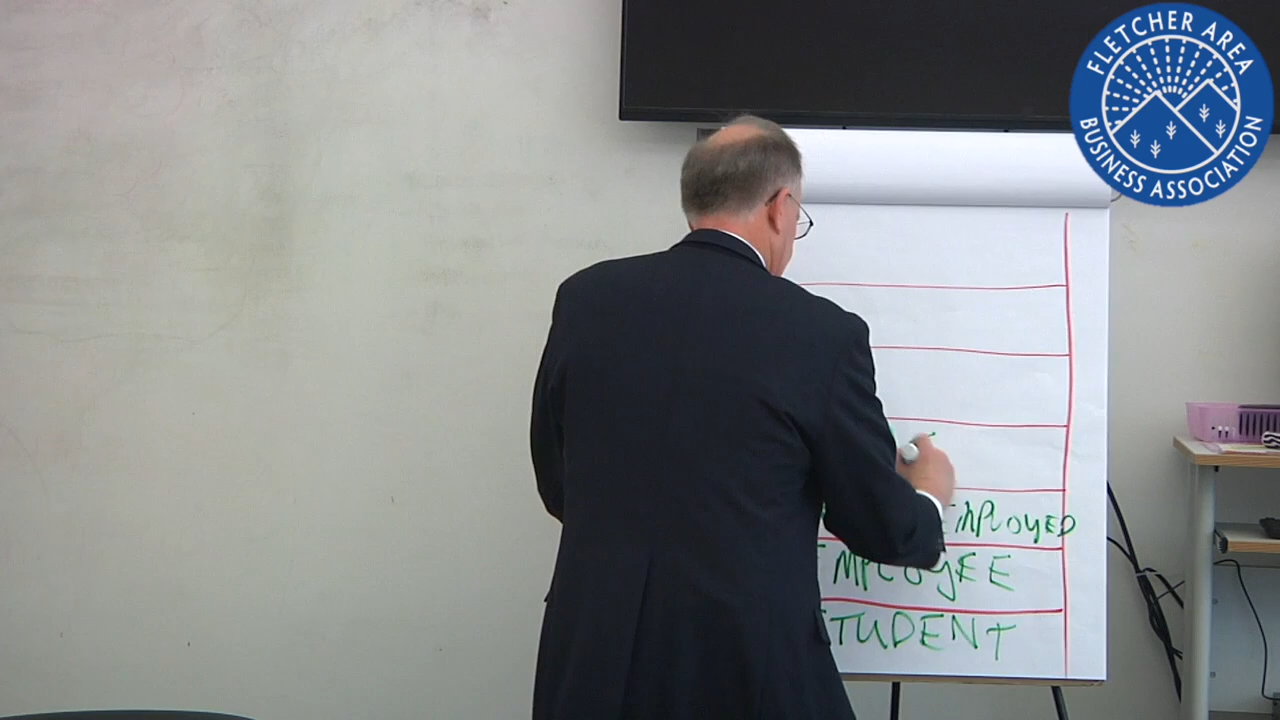 FLETCHER AREA
BUSINESS ASSOCIATION
EMPLOYED
EMPLOYEE
STUDENT